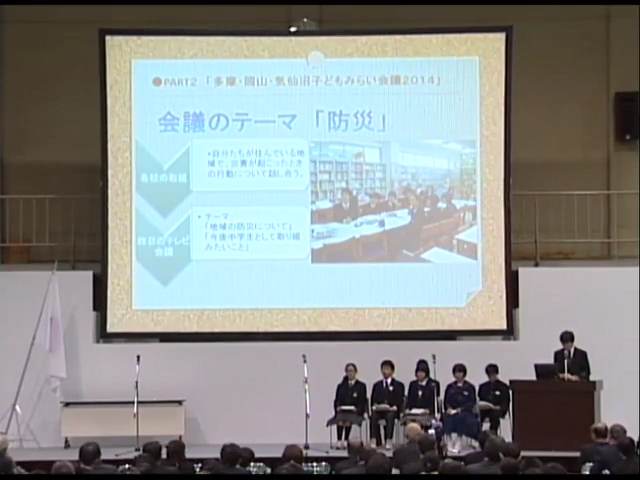 ●PART2 「多摩・岡山・気仙沼子どもみらい会議2014」
会議のテーマ 「防災」
各校の取組
•自分たちが住んでいる地
域で、災害が起こったとき
の行動について話し合う。
昨日のテレビ
会議
• テーマ
「地域の防災について」
「今後中学生として取り組
みたいこと」